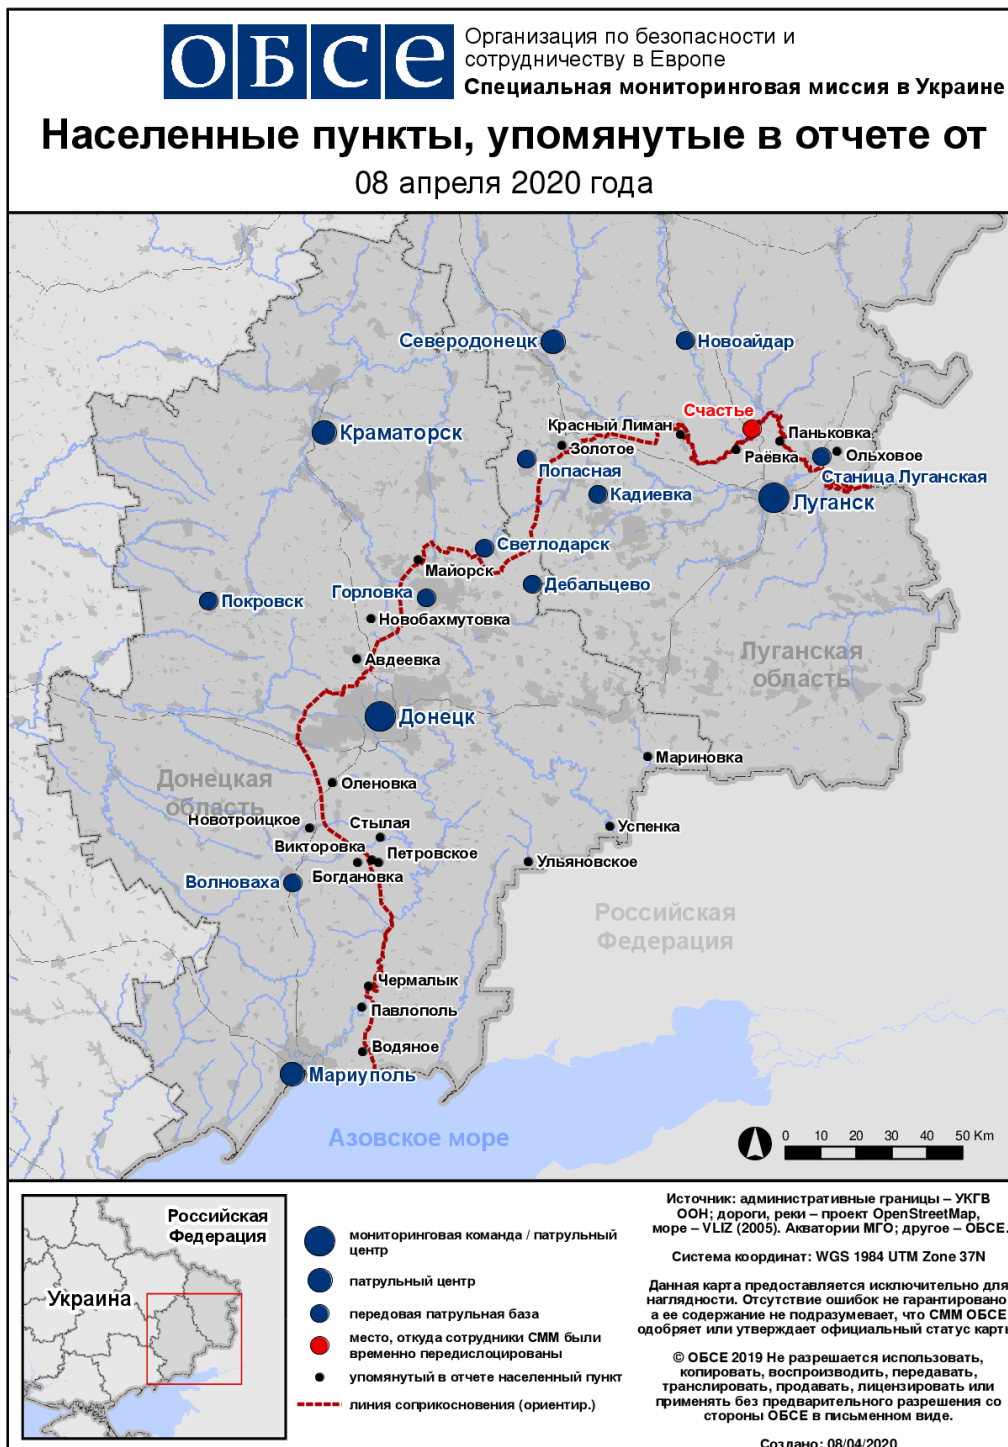 ОБСЕ
Организация по безопасности и
сотрудничеству в Европе
Специальная мониторинговая миссия в Украине
Населенные пункты, упомянутые в отчете от
08 апреля 2020 года
Северодонецк
Новоайдар
Счастье
Краматорск
Красный Лиман
Паньковка
Золотое
Раёвка
Ольховое
Попасная
Станица Луганская
Кадиевка
Луганск
Светлодарск
Майорск
Дебальцево
Горловка
Покровск
Новобахмутовка
Луганская
область
Авдеевка
Донецк
Мариновка
Донецкая
область
Оленовка
Новотроицкое
Стылая
Успенка
Викторовка
Петровское
Ульяновское
Богдановка
Волноваха
Российская
Федерация
Чермалык
Павлополь
Водяное
Мариуполь
Азовское море
0 10 20 30 40 50 Km
Российская
Федерация
Украина
мониторинговая команда / патрульный
центр
патрульный центр
передовая патрульная база
место, откуда сотрудники СММ были
временно передислоцированы
упомянутый в отчете населенный пункт
линия соприкосновения (ориентир.)
Источник: административные границы – УКГВ
ООН; дороги, реки – проект OpenStreetMap,
море – VLIZ (2005). Акватории МГО; другое – ОБСЕ.
Система координат: WGS 1984 UTM Zone 37N
Данная карта предоставляется исключительно для
наглядности. Отсутствие ошибок не гарантировано
а ее содержание не подразумевает, что СММ ОБСЕ
одобряет или утверждает официальный статус карты
© ОБСЕ 2019 Не разрешается использовать,
копировать, воспроизводить, передавать,
транслировать, продавать, лицензировать или
применять без предварительного разрешения со
стороны ОБСЕ в письменном виде.
Создано: 08/04/2020